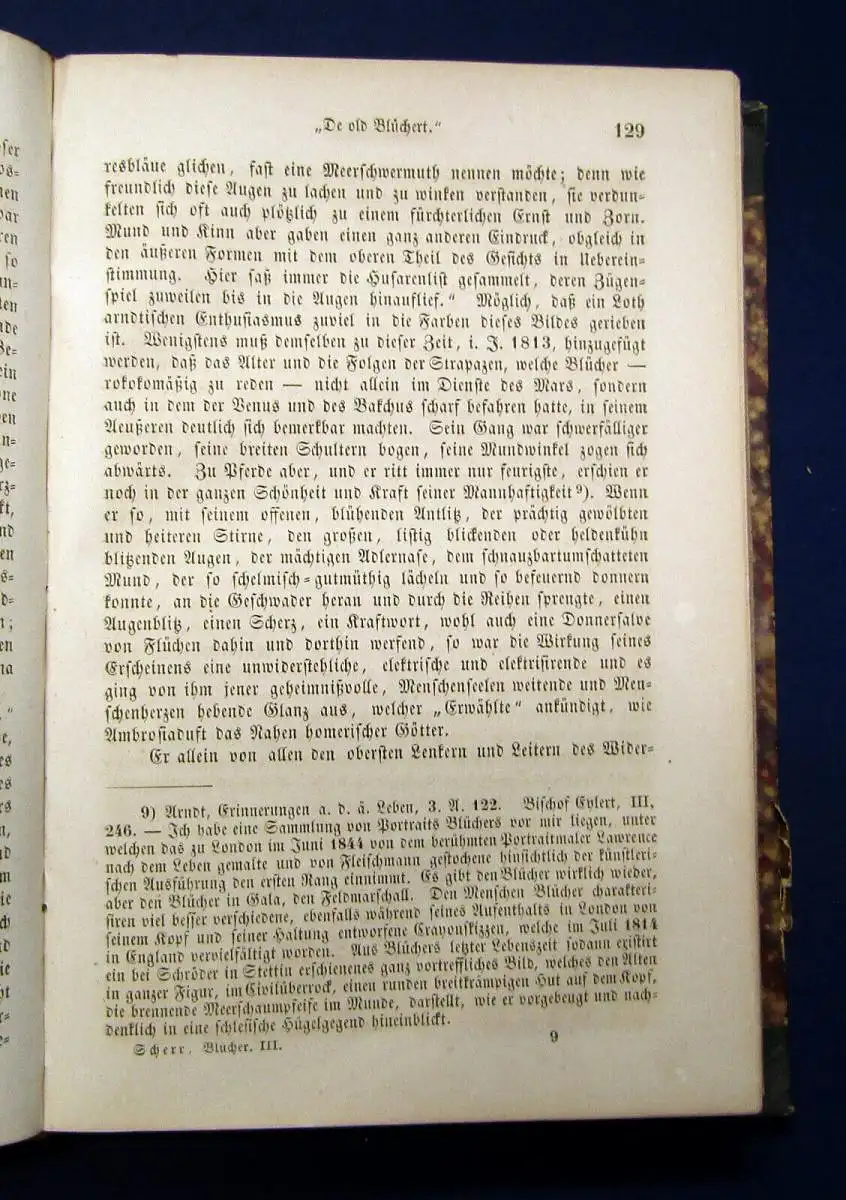 „De old Blüchert.“ 129
resbläue glichen, fast eine Meerschwermuth nennen möchte; denn wie
freundlich diese Augen zu lachen und zu winken verstanden, sie verdun-
kelten sich oft auch plötzlich zu einem fürchterlichen Ernst und Zorn.
Mund und Kinn aber gaben einen ganz anderen Eindruck, obgleich in
den äußeren Formen mit dem oberen Theil des Gesichts in Ueberein-
stimmung. Hier saß immer die Husarenlist gesammelt, deren Zügen-
spiel zuweilen bis in die Augen hinauflief.“ Möglich, daß ein Loth
arndtischen Enthusiasmus zuviel in die Farben dieses Bildes gerieben
ist. Wenigstens muß demselben zu dieser Zeit, i. J. 1813, hinzugefügt
werden, daß das Alter und die Folgen der Strapazen, welche Blücher —
rokokomäßig zu reden — nicht allein im Dienste des Mars, sondern
auch in dem der Venus und des Bakchus scharf befahren hatte, in seinem
Aeußeren deutlich sich bemerkbar machten. Sein Gang war schwerfälliger
geworden, seine breiten Schultern bogen, seine Mundwinkel zogen sich
abwärts. Zu Pferde aber, und er ritt immer nur feurigste, erschien er
noch in der ganzen Schönheit und Kraft seiner Mannhaftigkeit⁹). Wenn
er so, mit seinem offenen, blühenden Antlitz, der prächtig gewölbten
und heiteren Stirne, den großen, listig blickenden oder heldenkühn
blitzenden Augen, der mächtigen Adlernase, dem schnauzbartumschatteten
Mund, der so schelmisch-gutmüthig lächeln und so befeuernd donnern
konnte, an die Geschwader heran und durch die Reihen sprengte, einen
Augenblitz, einen Scherz, ein Kraftwort, wohl auch eine Donnersalve
von Flüchen dahin und dorthin werfend, so war die Wirkung seines
Erscheinens eine unwiderstehliche, elektrische und elektrisirende und es
ging von ihm jener geheimnißvolle, Menschenseelen weitende und Men-
schenherzen hebende Glanz aus, welcher „Erwählte“ ankündigt, wie
Ambrosiaduft das Nahen homerischer Götter.
Er allein von allen den obersten Lenkern und Leitern des Wider-
9) Arndt, Erinnerungen a. d. ä. Leben, 3. A. 122. Bischof Eylert, III,
246. — Ich habe eine Sammlung von Portraits Blüchers vor mir liegen, unter
welchen das zu London im Juni 1844 von dem berühmten Portraitmaler Lawrence
nach dem Leben gemalte und von Fleischmann gestochene hinsichtlich der künstleri-
schen Ausführung den ersten Rang einnimmt. Es gibt den Blücher wirklich wieder,
aber den Blücher in Gala, den Feldmarschall. Den Menschen Blücher charakteri-
siren viel besser verschiedene, ebenfalls während seines Aufenthalts in London von
seinem Kopf und seiner Haltung entworfene Crayonskizzen, welche im Juli 1814
in England vervielfältigt worden. Aus Blüchers letzter Lebenszeit sodann existirt
ein bei Schröder in Stettin erschienenes ganz vortreffliches Bild, welches den Alten
in ganzer Figur, im Civilüberrock, einen runden breitkrämpigen Hut auf dem Kopf,
die brennende Meerschaumpfeife im Munde, darstellt, wie er vorgebeugt und nach-
denklich in eine schlesische Hügelgegend hineinblickt.
Scherr, Blücher. III. 9